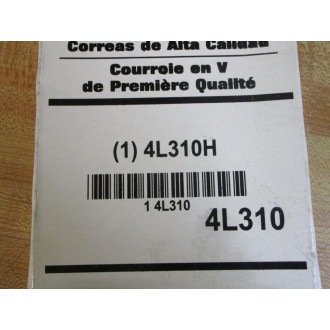 Correas de Alta Calidad
Courroie en V
de Première Qualité
(1) 4L310H
1 4L310
4L310